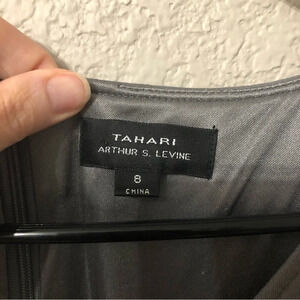 TAHARI
ARTHUR S. LEVINE
8
CHINA